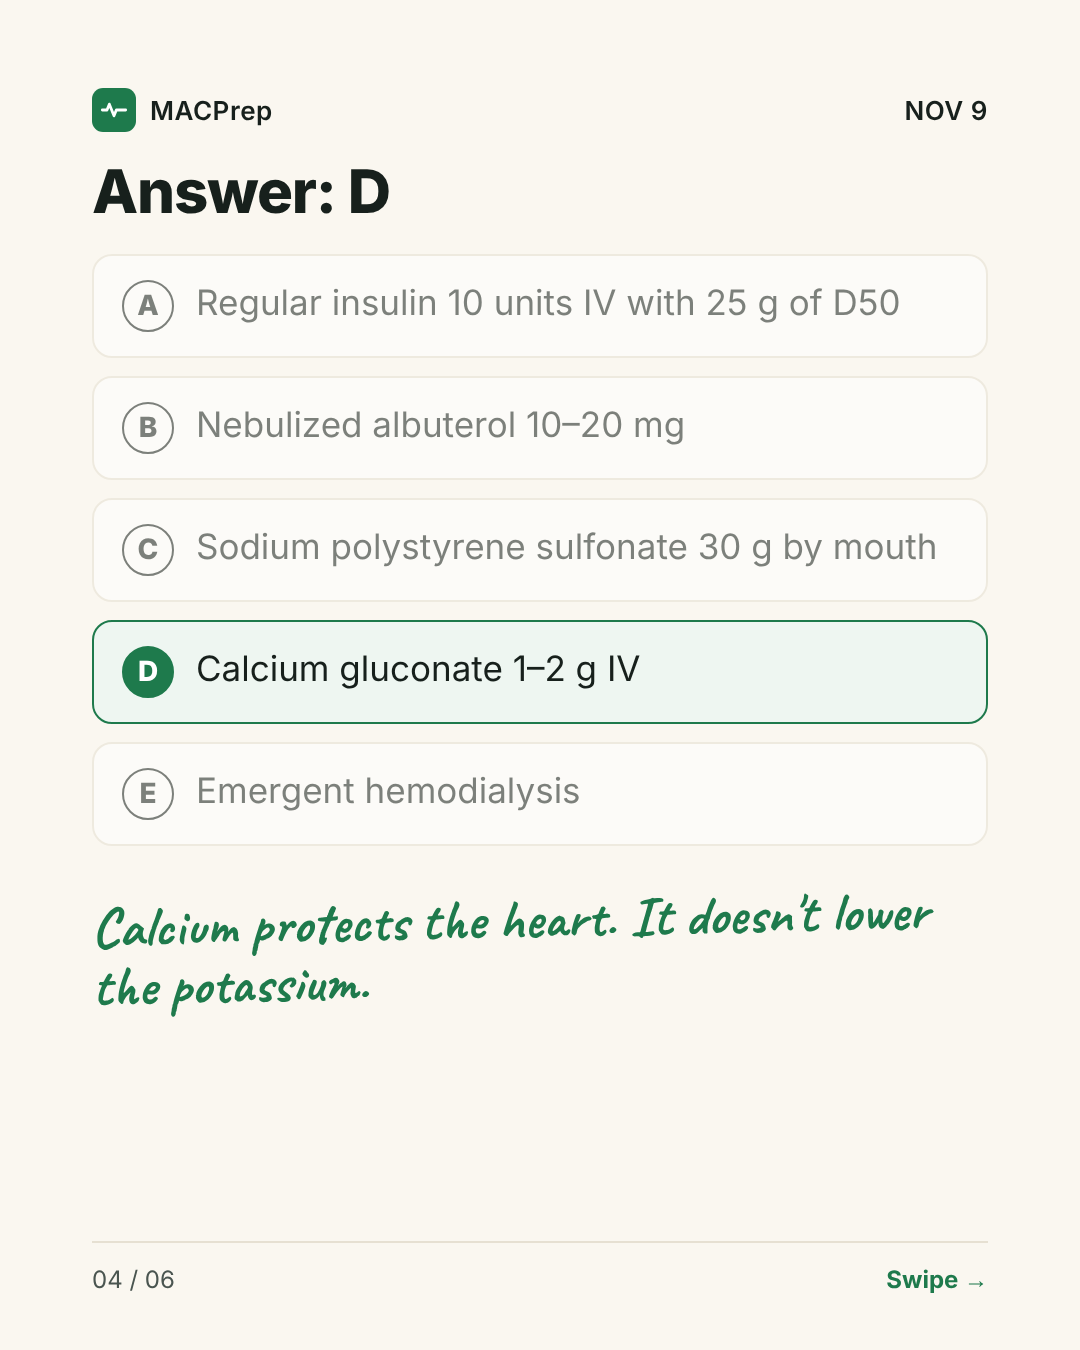 MACPrep
NOV 9
Answer: D
A Regular insulin 10 units IV with 25 g of D50
B Nebulized albuterol 10–20 mg
C Sodium polystyrene sulfonate 30 g by mouth
D Calcium gluconate 1–2 g IV
E Emergent hemodialysis
Calcium protects the heart. It doesn't lower
the potassium.
04 / 06
Swipe →